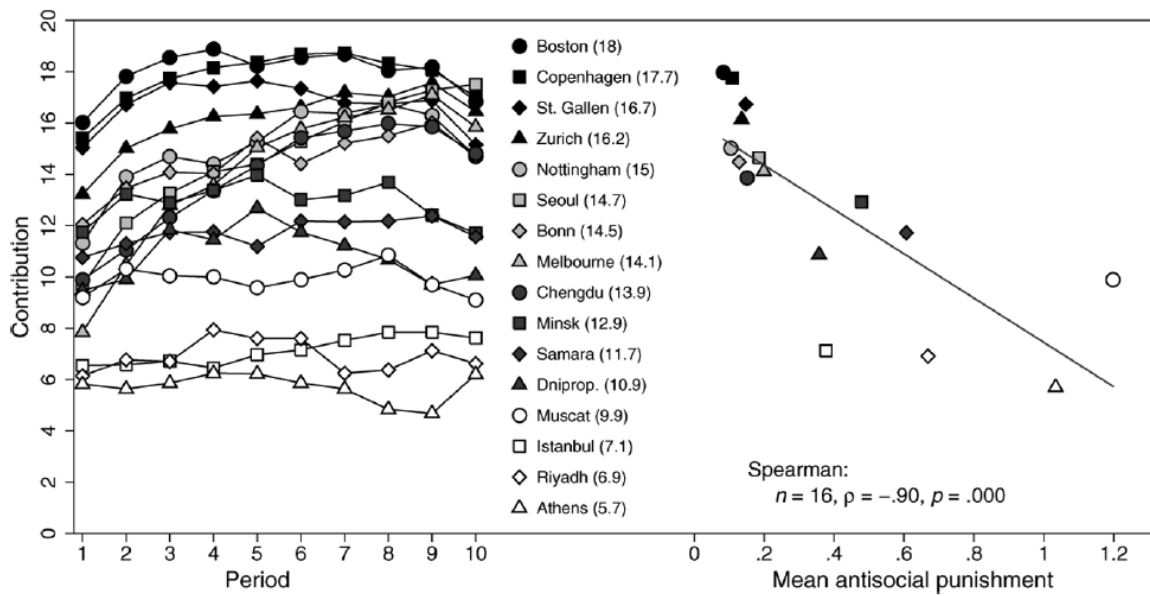 20
18
16
14
12
10
8
6
4
2
0
Contribution
1 2 3 4 5 6 7 8 9 10
Period
Boston (18)
Copenhagen (17.7)
St. Gallen (16.7)
Zurich (16.2)
Nottingham (15)
Seoul (14.7)
Bonn (14.5)
Melbourne (14.1)
Chengdu (13.9)
Minsk (12.9)
Samara (11.7)
Dniprop. (10.9)
Muscat (9.9)
Istanbul (7.1)
Riyadh (6.9)
Athens (5.7)
Spearman:
n = 16, ρ = –.90, p = .000
0 .2 .4 .6 .8 1 1.2
Mean antisocial punishment